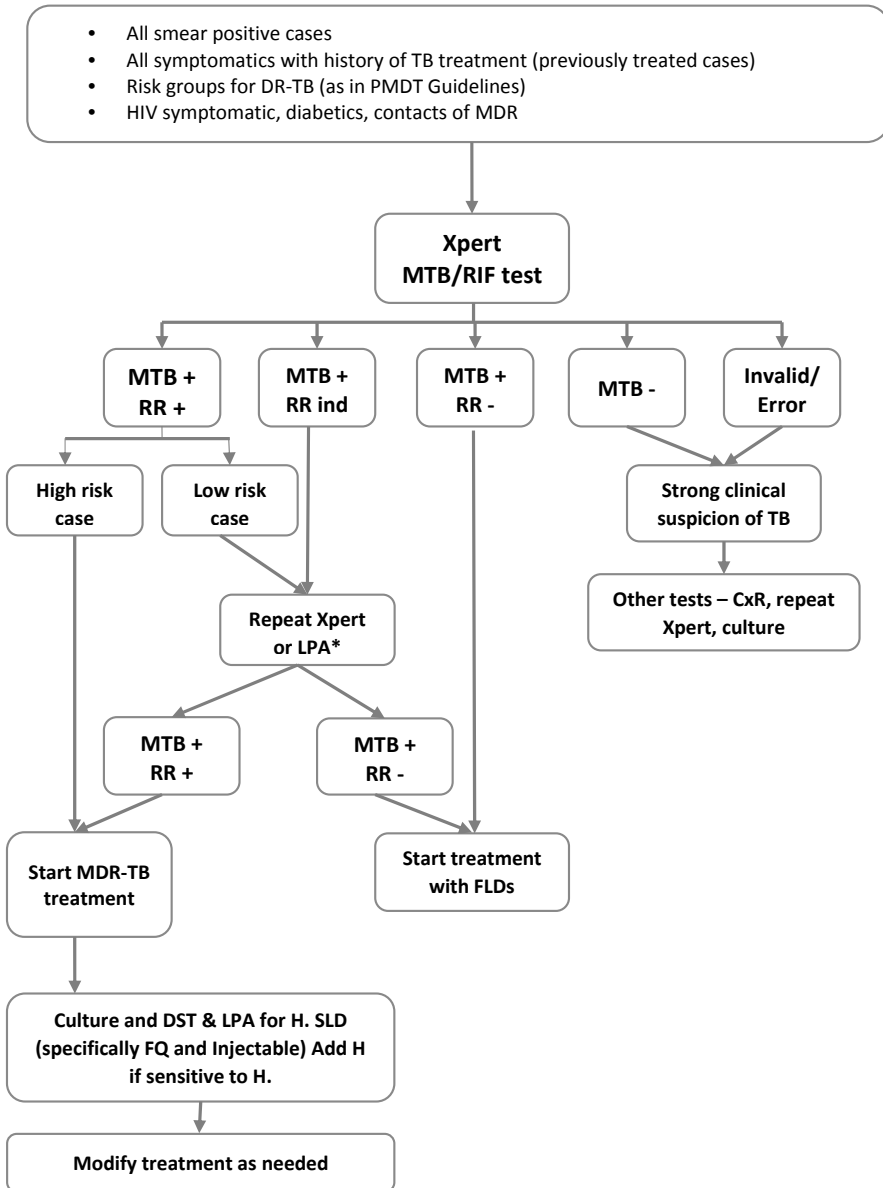 • All smear positive cases
• All symptomatics with history of TB treatment (previously treated cases)
• Risk groups for DR-TB (as in PMDT Guidelines)
• HIV symptomatic, diabetics, contacts of MDR
Xpert
MTB/RIF test
MTB +
RR +
MTB +
RR ind
MTB +
RR -
MTB -
Invalid/
Error
High risk
case
Low risk
case
Strong clinical
suspicion of TB
Other tests – CxR, repeat
Xpert, culture
Repeat Xpert
or LPA*
MTB +
RR +
MTB +
RR -
Start MDR-TB
treatment
Start treatment
with FLDs
Culture and DST & LPA for H. SLD
(specifically FQ and Injectable) Add H
if sensitive to H.
Modify treatment as needed